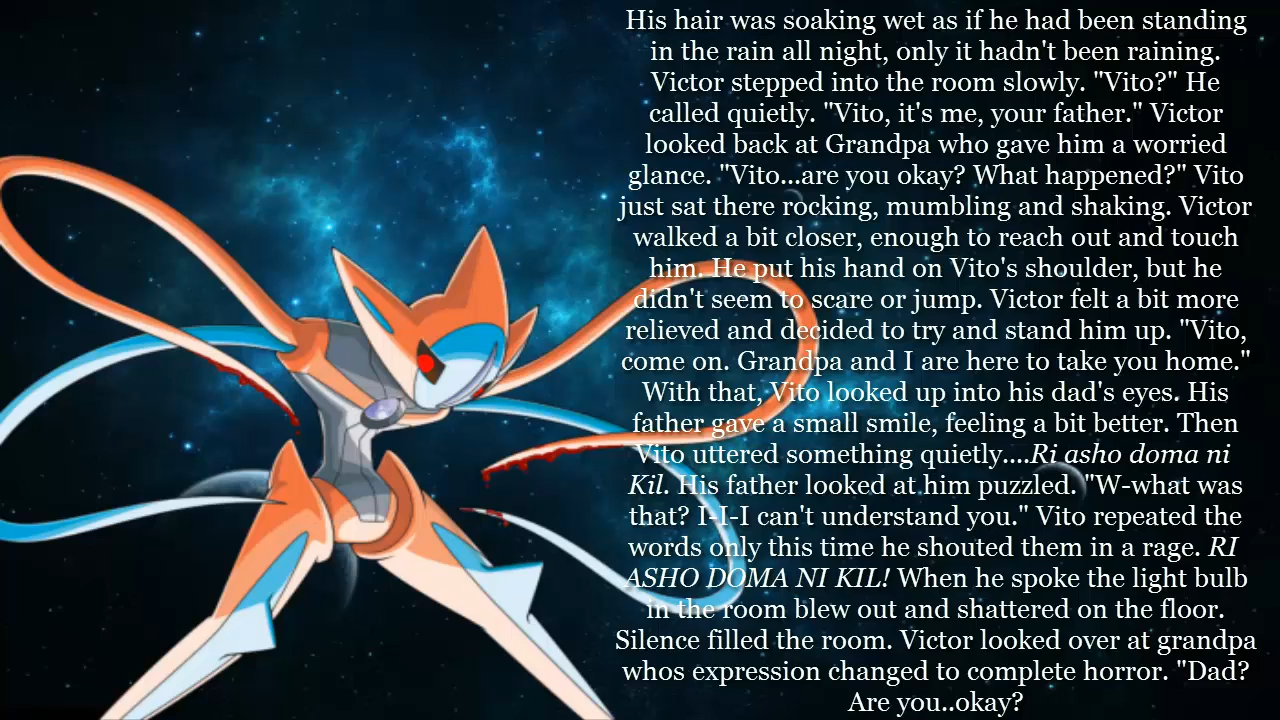 His hair was soaking wet as if he had been standing
in the rain all night, only it hadn't been raining.
Victor stepped into the room slowly. "Vito?" He
called quietly. "Vito, it's me, your father." Victor
looked back at Grandpa who gave him a worried
glance. "Vito...are you okay? What happened?" Vito
just sat there rocking, mumbling and shaking. Victor
walked a bit closer, enough to reach out and touch
him. He put his hand on Vito's shoulder, but he
didn't seem to scare or jump. Victor felt a bit more
relieved and decided to try and stand him up. "Vito,
come on. Grandpa and I are here to take you home."
With that, Vito looked up into his dad's eyes. His
father gave a small smile, feeling a bit better. Then
Vito uttered something quietly....Ri asho doma ni
Kil. His father looked at him puzzled. "W-what was
that? I-I-I can't understand you." Vito repeated the
words only this time he shouted them in a rage. RI
ASHO DOMA NI KIL! When he spoke the light bulb
in the room blew out and shattered on the floor.
Silence filled the room. Victor looked over at grandpa
whos expression changed to complete horror. "Dad?
Are you..okay?